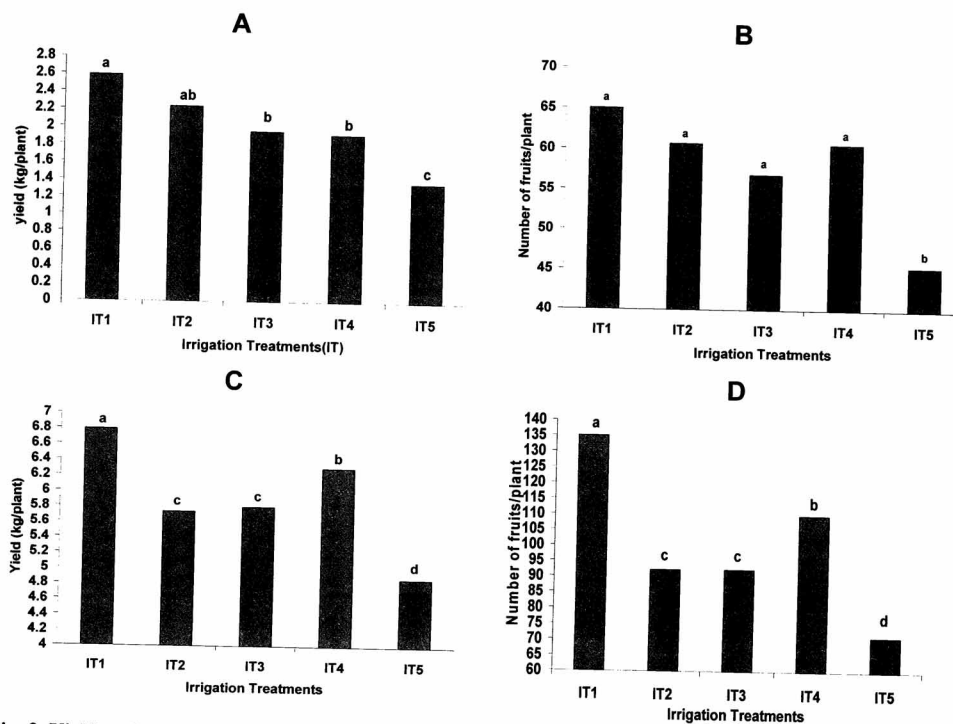 A
2.8
2.6
2.4
2.2
2
1.8
1.6
1.4
1.2
1
0.8
0.6
0.4
0.2
0
yield (kg/plant)
a
ab
b
b
c
IT1 IT2 IT3 IT4 IT5
Irrigation Treatments(IT)
B
70
65
60
55
50
45
40
Number of fruits/plant
a
a
a
a
b
IT1 IT2 IT3 IT4 IT5
Irrigation Treatments
C
7
6.8
6.6
6.4
6.2
6
5.8
5.6
5.4
5.2
5
4.8
4.6
4.4
4.2
4
Yield (kg/plant)
a
c
c
b
d
IT1 IT2 IT3 IT4 IT5
Irrigation Treatments
D
140
135
130
125
120
115
110
105
100
95
90
85
80
75
70
65
60
Number of fruits/plant
a
c
c
b
d
IT1 IT2 IT3 IT4 IT5
Irrigation Treatments